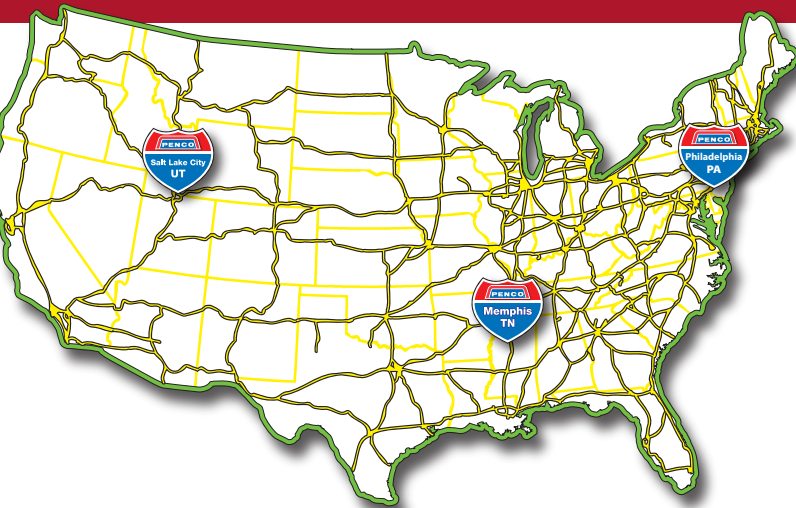 PENCO
Salt Lake City
UT
PENCO
Philadelphia
PA
PENCO
Memphis
TN